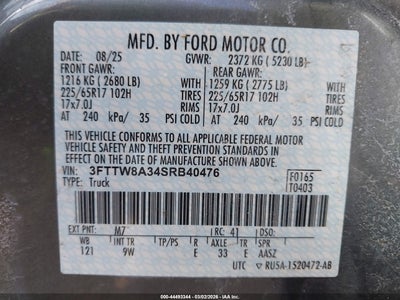 MFD. BY FORD MOTOR CO.
DATE: 08/25 GVWR: 2372 KG ( 5230 LB)
FRONT GAWR: REAR GAWR:
1216 KG ( 2680 LB) WITH 1259 KG ( 2775 LB) WITH
225/65R17 102H TIRES 225/65R17 102H TIRES
17x7.0J RIMS 17x7.0J RIMS
AT 240 kPa/ 35 PSI COLD AT 240 kPa/ 35 PSI COLD
THIS VEHICLE CONFORMS TO ALL APPLICABLE FEDERAL
MOTOR VEHICLE SAFETY AND THEFT PREVENTION
STANDARDS IN EFFECT ON THE DATE OF MANUFACTURE
SHOWN ABOVE.
VIN: 3FTTW8A34SRB40476 F0165
TYPE: Truck T0403
EXT PNT: M7 RC: 41 DSO:
WB INT TR TP/PS R AXLE TR SPR
121 9W E 33 E AASZ
UTC RU5A-1520472-AB
44493344 - 03/02/2026 -